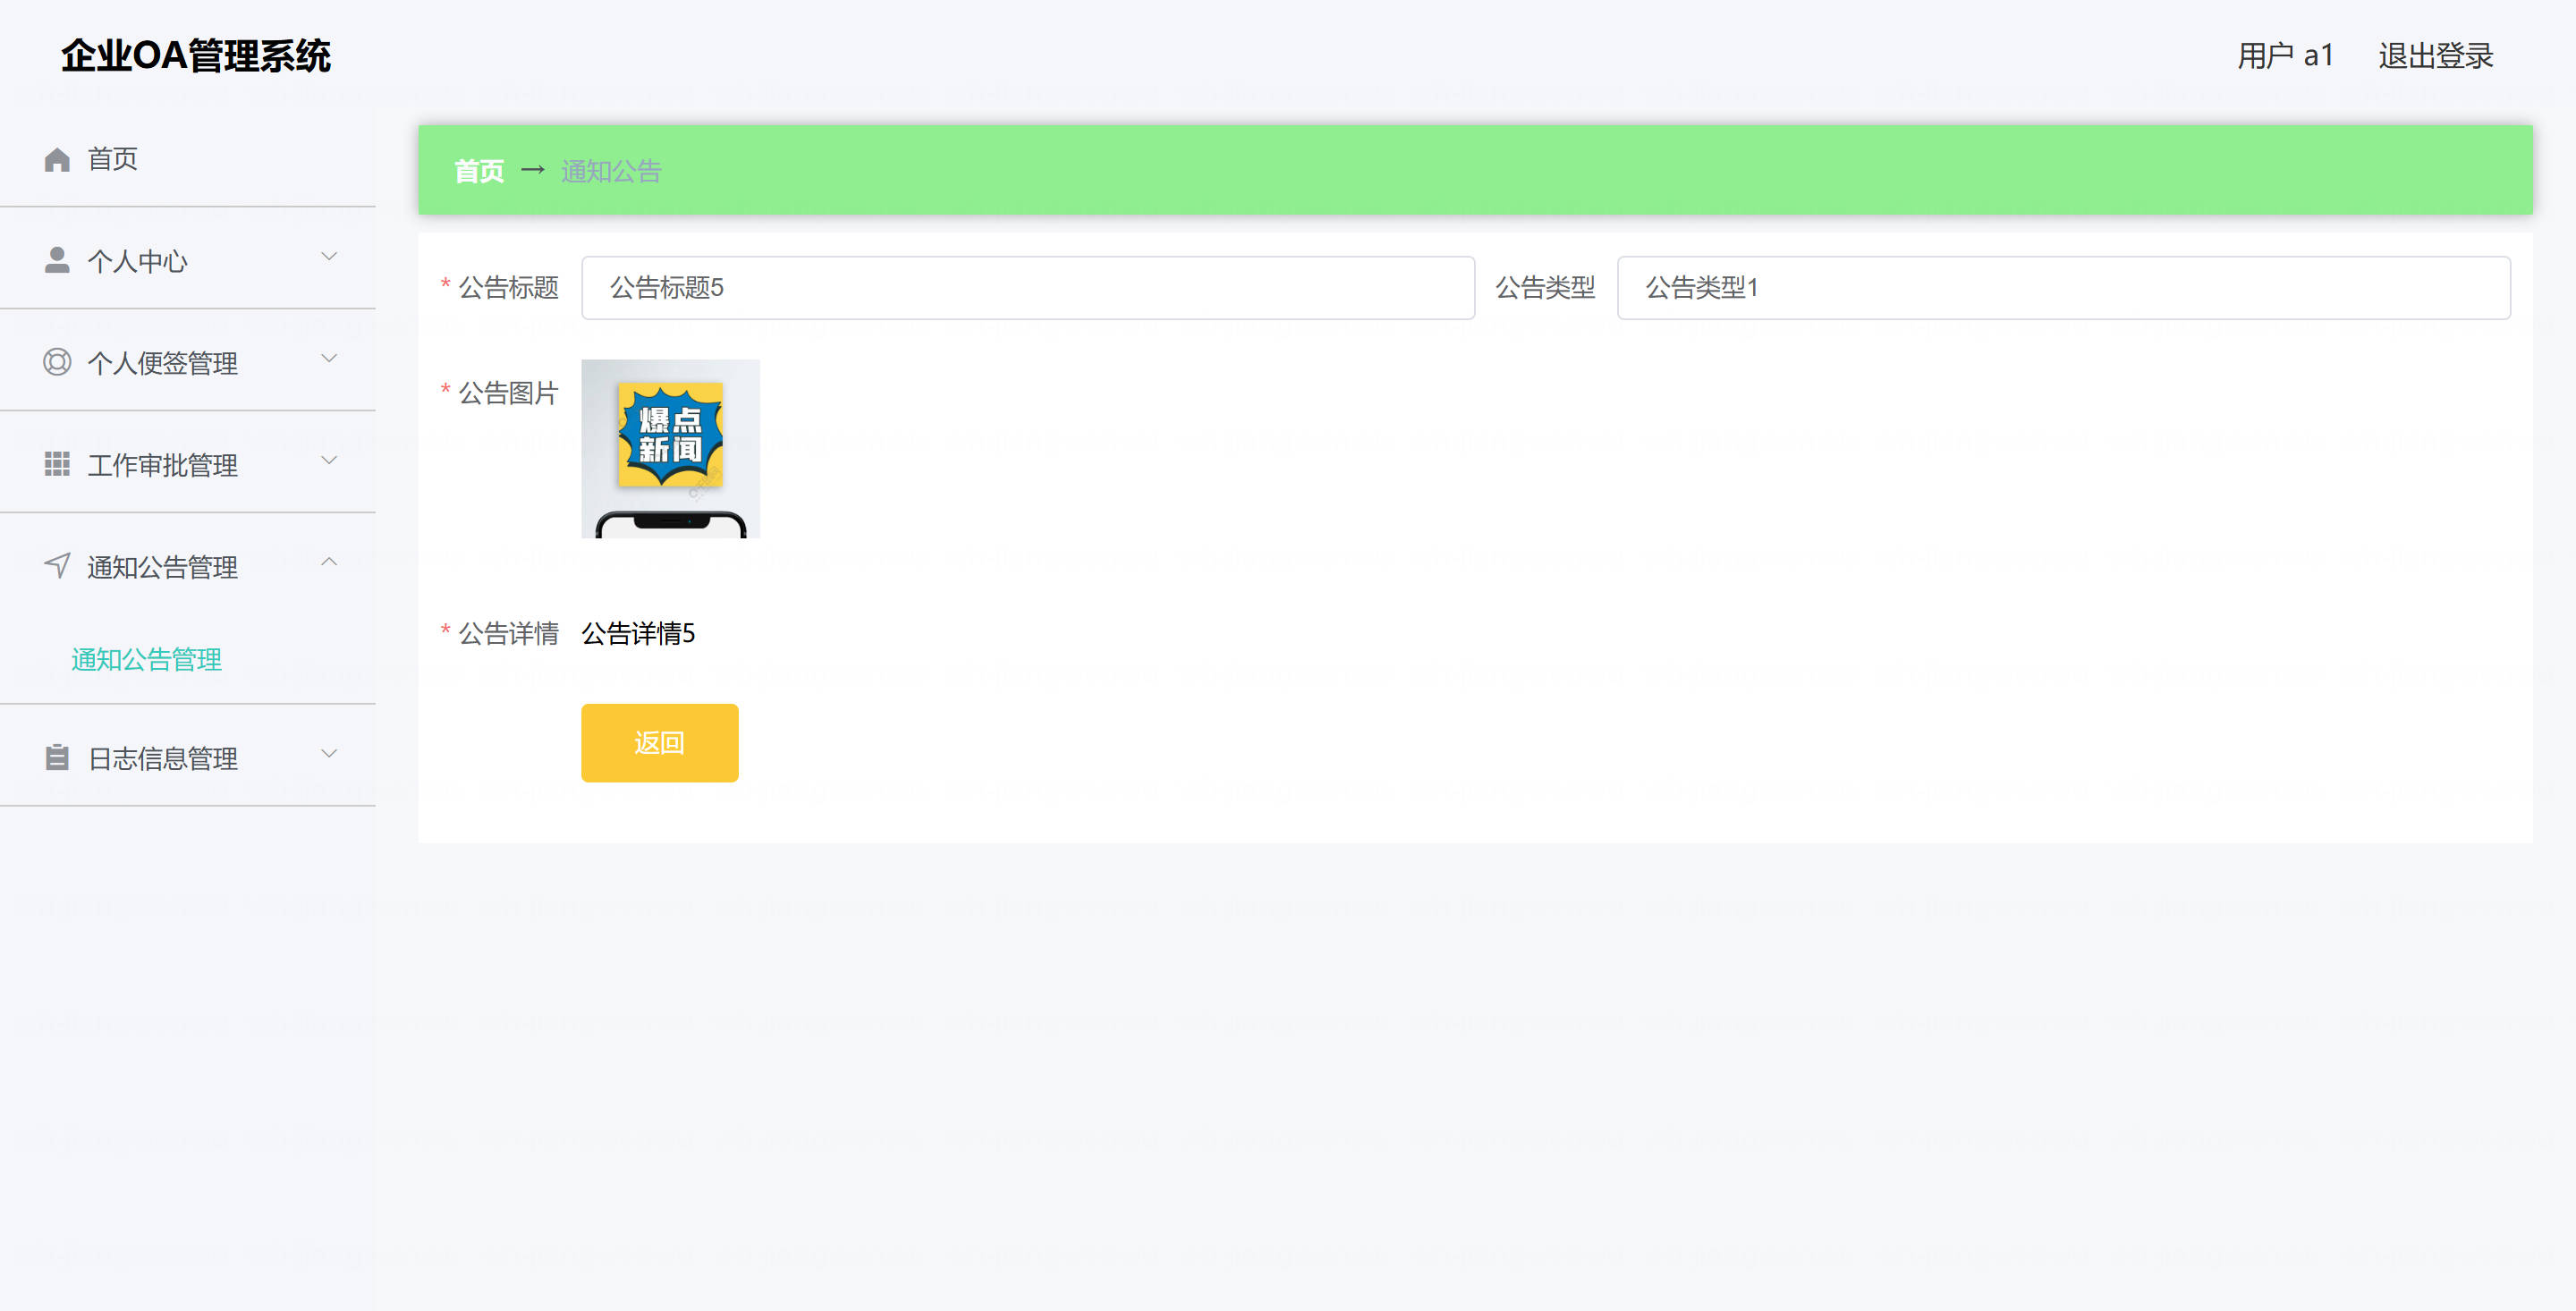 企业OA管理系统
用户 a1
退出登录
首页
个人中心
个人便签管理
工作审批管理
通知公告管理
通知公告管理
日志信息管理
首页 → 通知公告
* 公告标题 公告标题5 公告类型 公告类型1
* 公告图片
爆点
新闻
* 公告详情 公告详情5
返回